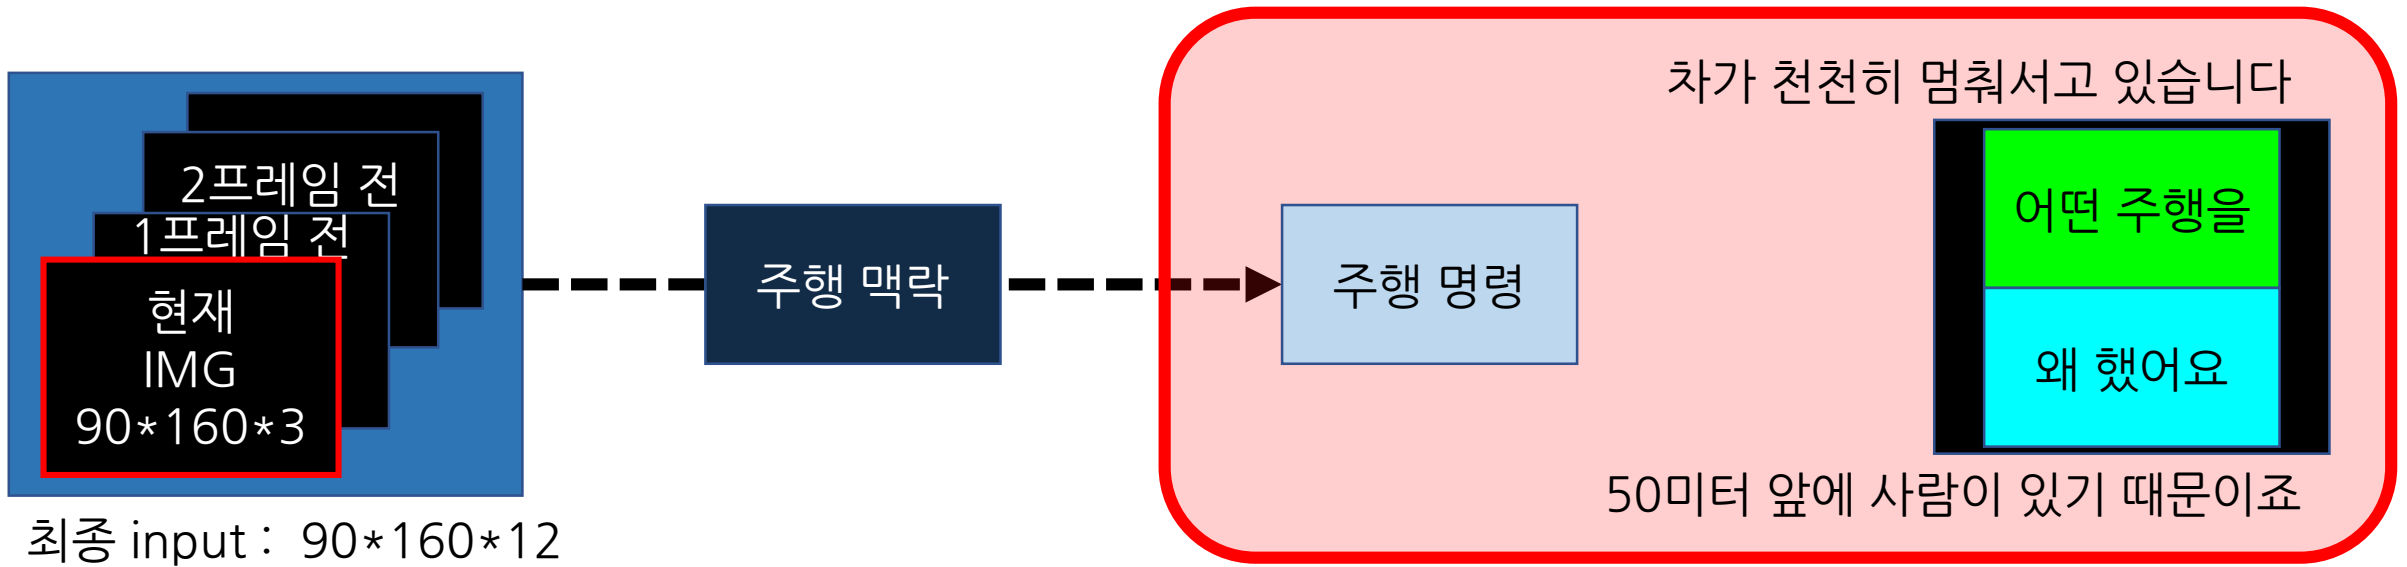 2프레임 전
1프레임 전
현재
IMG
90*160*3
최종 input : 90*160*12
주행 맥락
주행 명령
차가 천천히 멈춰서고 있습니다
어떤 주행을
왜 했어요
50미터 앞에 사람이 있기 때문이죠